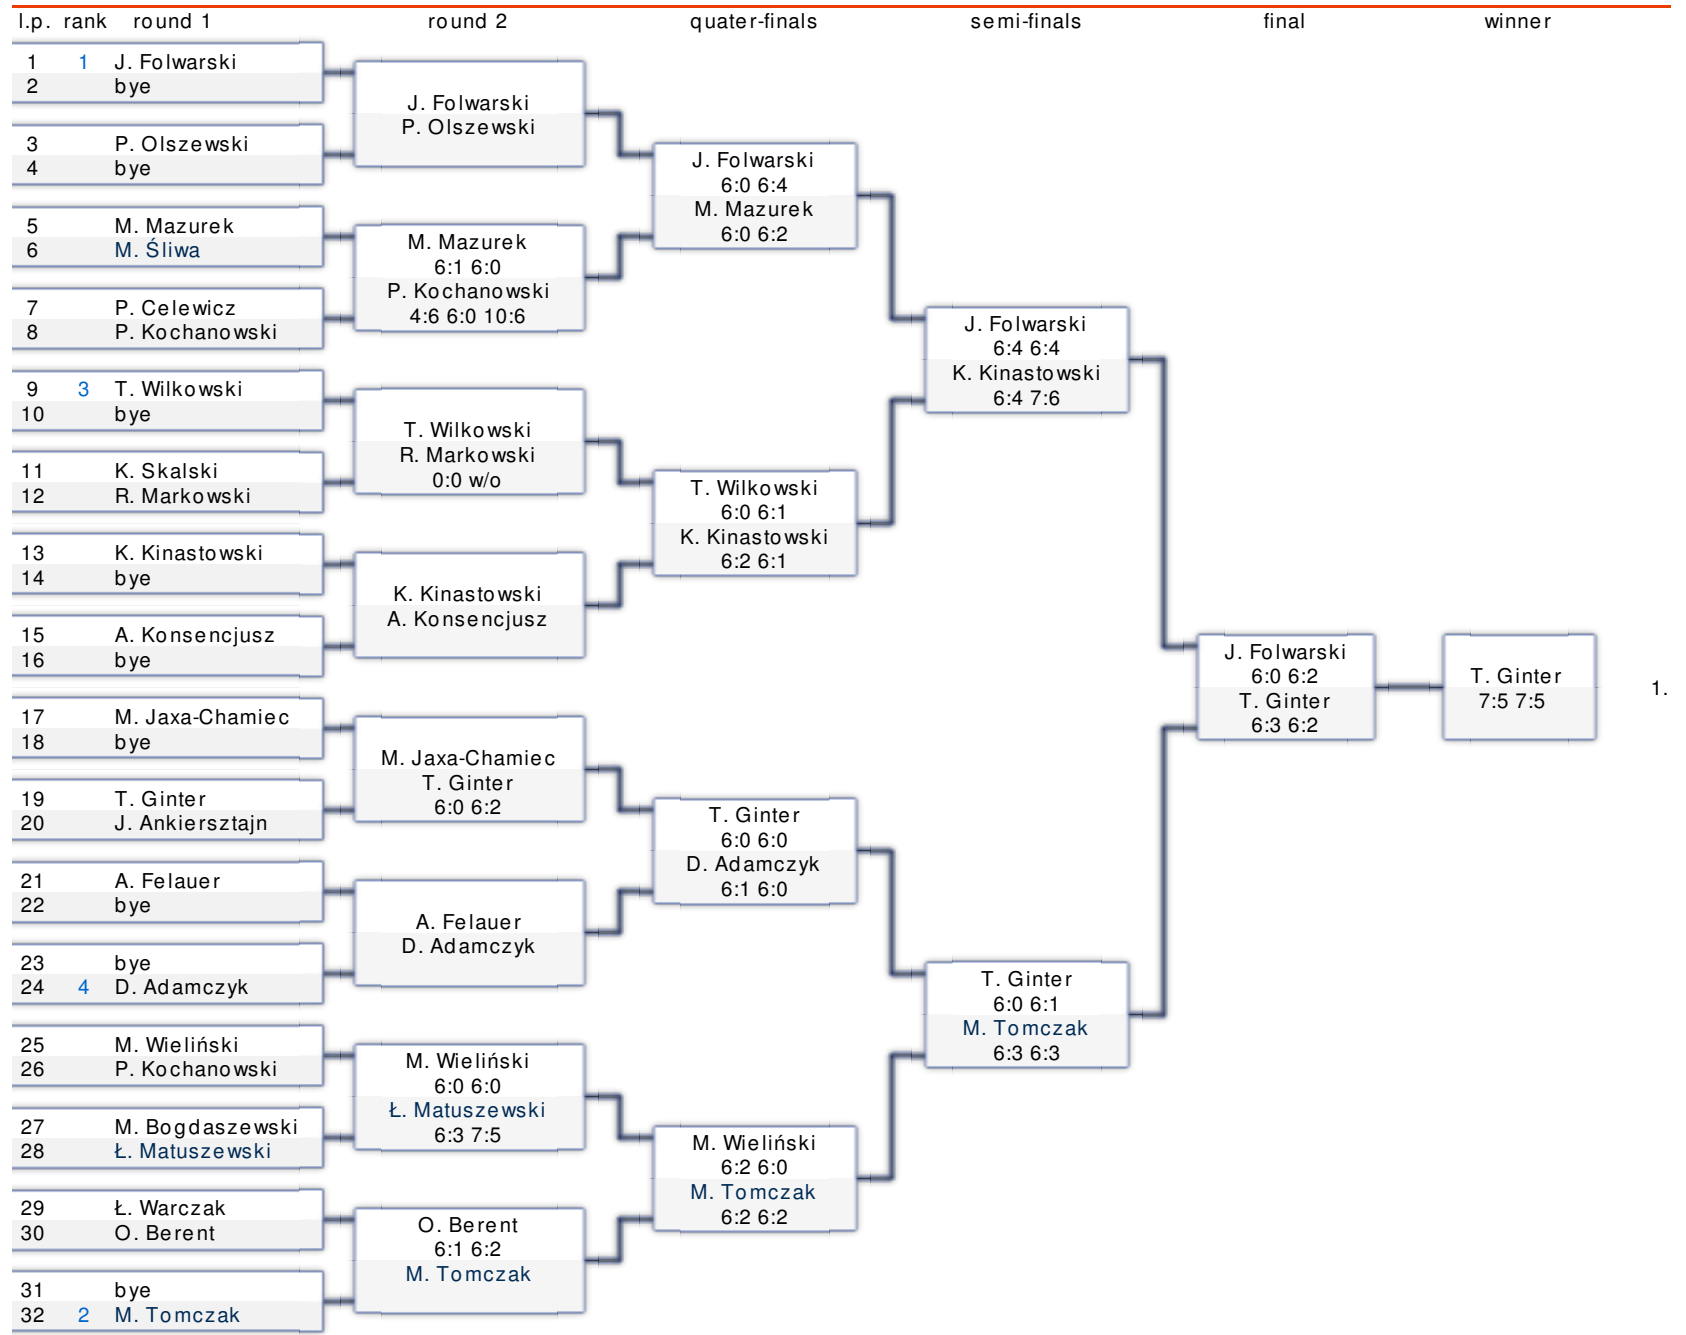 l.p. rank round 1 round 2 quater-finals semi-finals final winner
1 1 J. Folwarski
2 bye
3 P. Olszewski
4 bye
5 M. Mazurek
6 M. Śliwa
7 P. Celewicz
8 P. Kochanowski
9 3 T. Wilkowski
10 bye
11 K. Skalski
12 R. Markowski
13 K. Kinastowski
14 bye
15 A. Konsencjusz
16 bye
17 M. Jaxa-Chamiec
18 bye
19 T. Ginter
20 J. Ankiersztajn
21 A. Felauer
22 bye
23 bye
24 4 D. Adamczyk
25 M. Wieliński
26 P. Kochanowski
27 M. Bogdaszewski
28 Ł. Matuszewski
29 Ł. Warczak
30 O. Berent
31 bye
32 2 M. Tomczak
J. Folwarski
P. Olszewski
M. Mazurek
6:1 6:0
P. Kochanowski
4:6 6:0 10:6
T. Wilkowski
R. Markowski
0:0 w/o
K. Kinastowski
A. Konsencjusz
M. Jaxa-Chamiec
T. Ginter
6:0 6:2
A. Felauer
D. Adamczyk
M. Wieliński
6:0 6:0
Ł. Matuszewski
6:3 7:5
O. Berent
6:1 6:2
M. Tomczak
J. Folwarski
6:0 6:4
M. Mazurek
6:0 6:2
T. Wilkowski
6:0 6:1
K. Kinastowski
6:2 6:1
T. Ginter
6:0 6:0
D. Adamczyk
6:1 6:0
M. Wieliński
6:2 6:0
M. Tomczak
6:2 6:2
J. Folwarski
6:4 6:4
K. Kinastowski
6:4 7:6
T. Ginter
6:0 6:1
M. Tomczak
6:3 6:3
J. Folwarski
6:0 6:2
T. Ginter
6:3 6:2
T. Ginter
7:5 7:5
1.